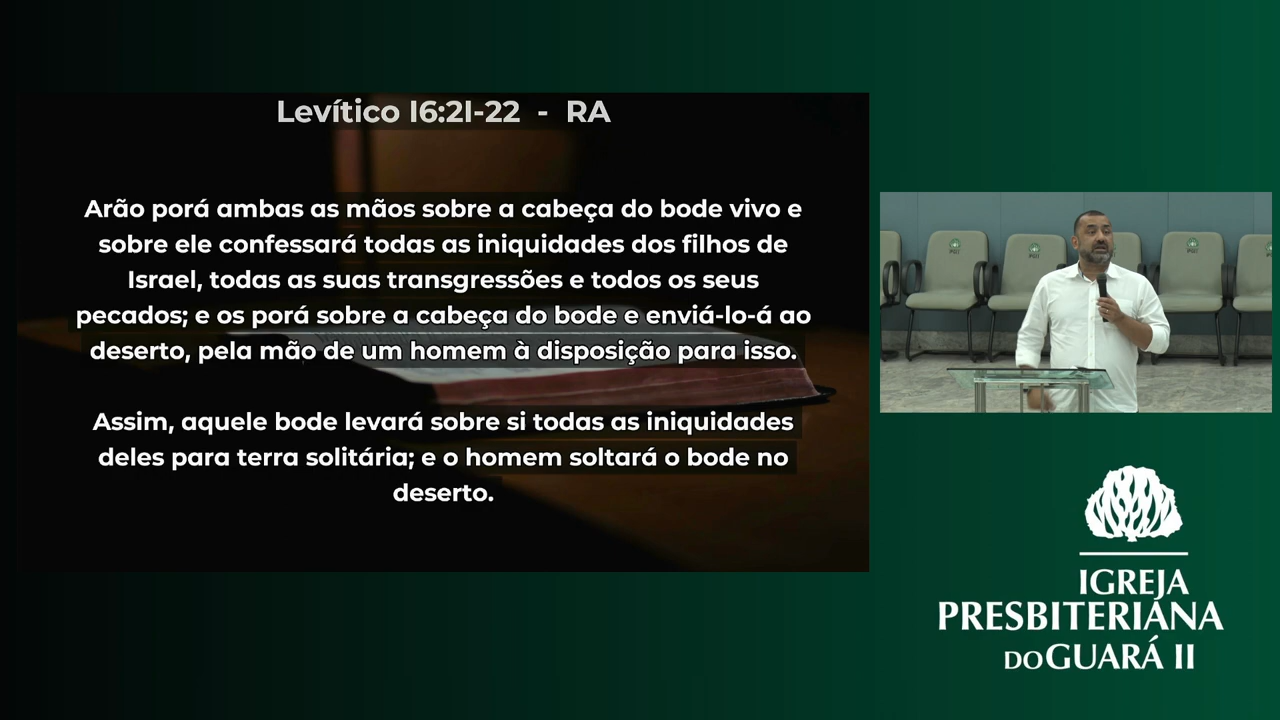 Levítico 16:21-22 - RA
Arão porá ambas as mãos sobre a cabeça do bode vivo e
sobre ele confessará todas as iniquidades dos filhos de
Israel, todas as suas transgressões e todos os seus
pecados; e os porá sobre a cabeça do bode e enviá-lo-á ao
deserto, pela mão de um homem à disposição para isso.
Assim, aquele bode levará sobre si todas as iniquidades
deles para terra solitária; e o homem soltará o bode no
deserto.
IGREJA
PRESBITERIANA
DO GUARÁ II